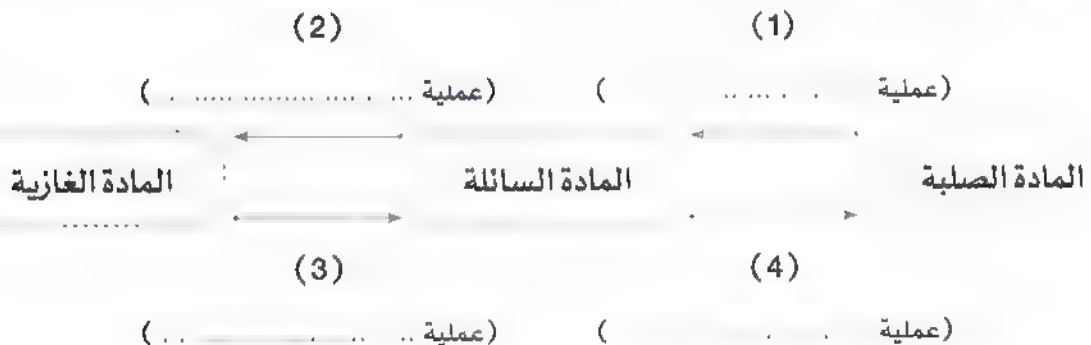 (1) (2)
(عملية ........) (عملية ........................)
المادة الصلبة المادة السائلة المادة الغازية
........
(4) (3)
(عملية ........) (عملية ........................)